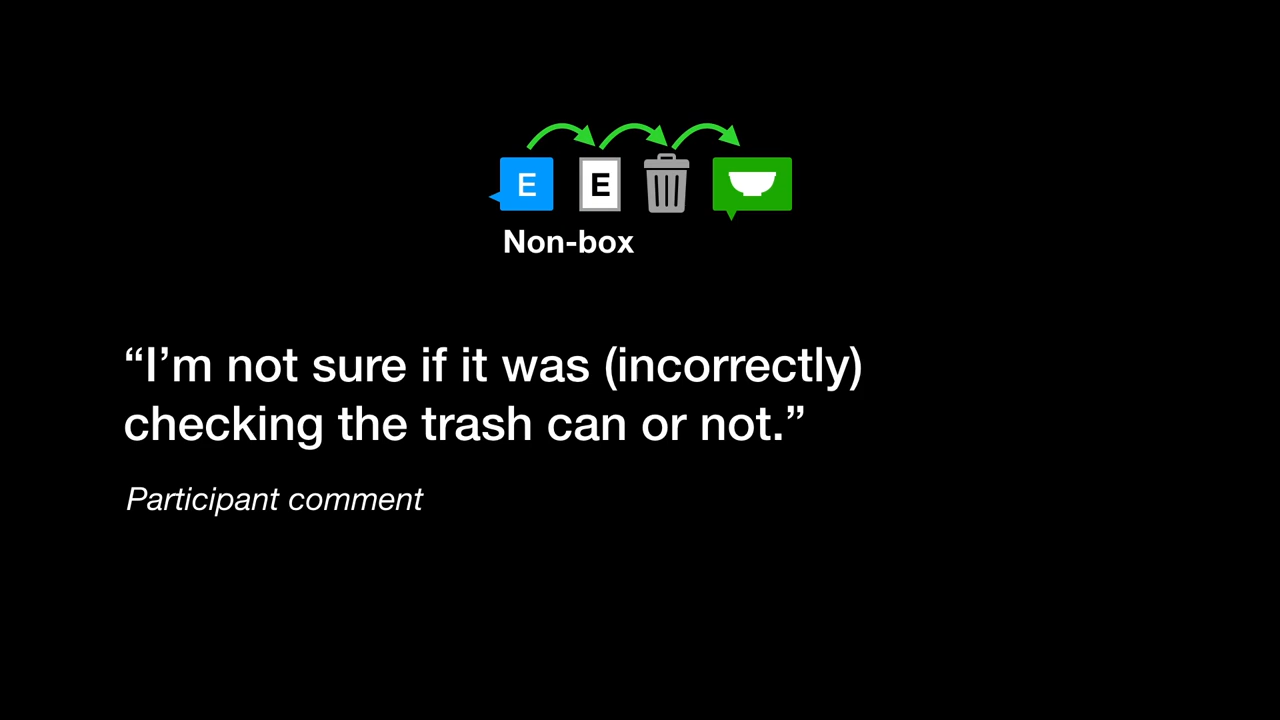 E E
Non-box
“I’m not sure if it was (incorrectly)
checking the trash can or not.”
Participant comment